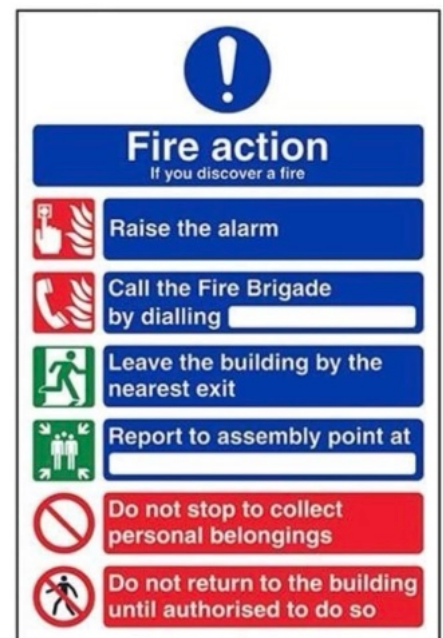 Fire action
If you discover a fire
Raise the alarm
Call the Fire Brigade
by dialling
Leave the building by the
nearest exit
Report to assembly point at
Do not stop to collect
personal belongings
Do not return to the building
until authorised to do so